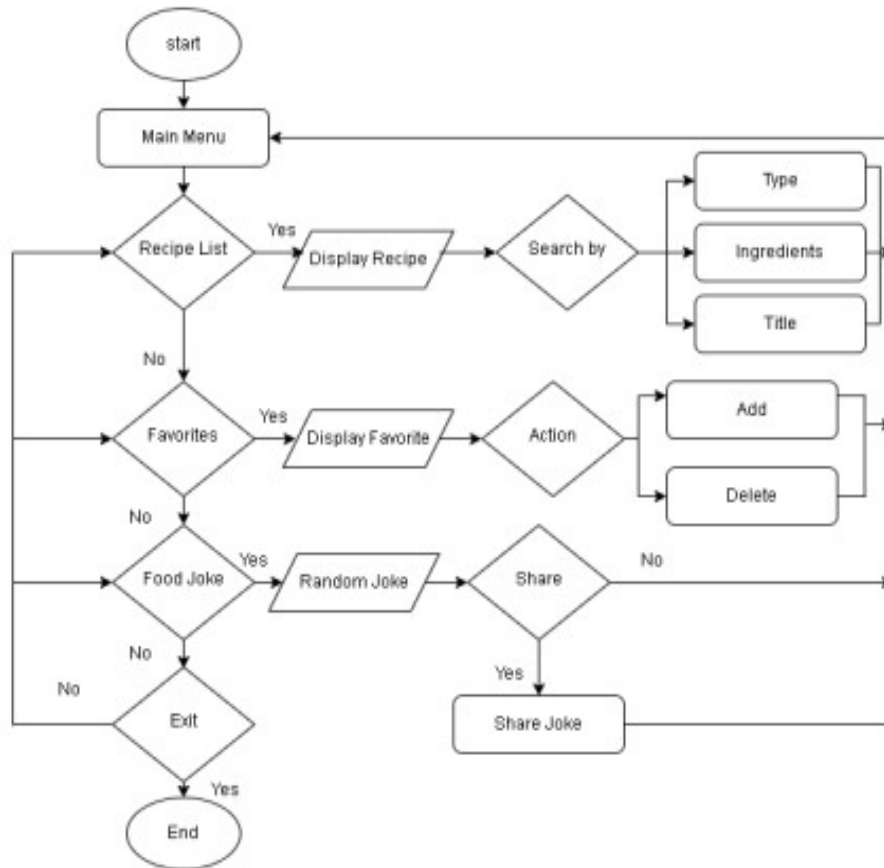 start
Main Menu
Type
Yes
Recipe List
Display Recipe
Search by
Ingredients
Title
No
Yes
Add
Favorites
Display Favorite
Action
Delete
No
Yes
No
Food Joke
Random Joke
Share
No
Yes
No
Exit
Share Joke
Yes
End